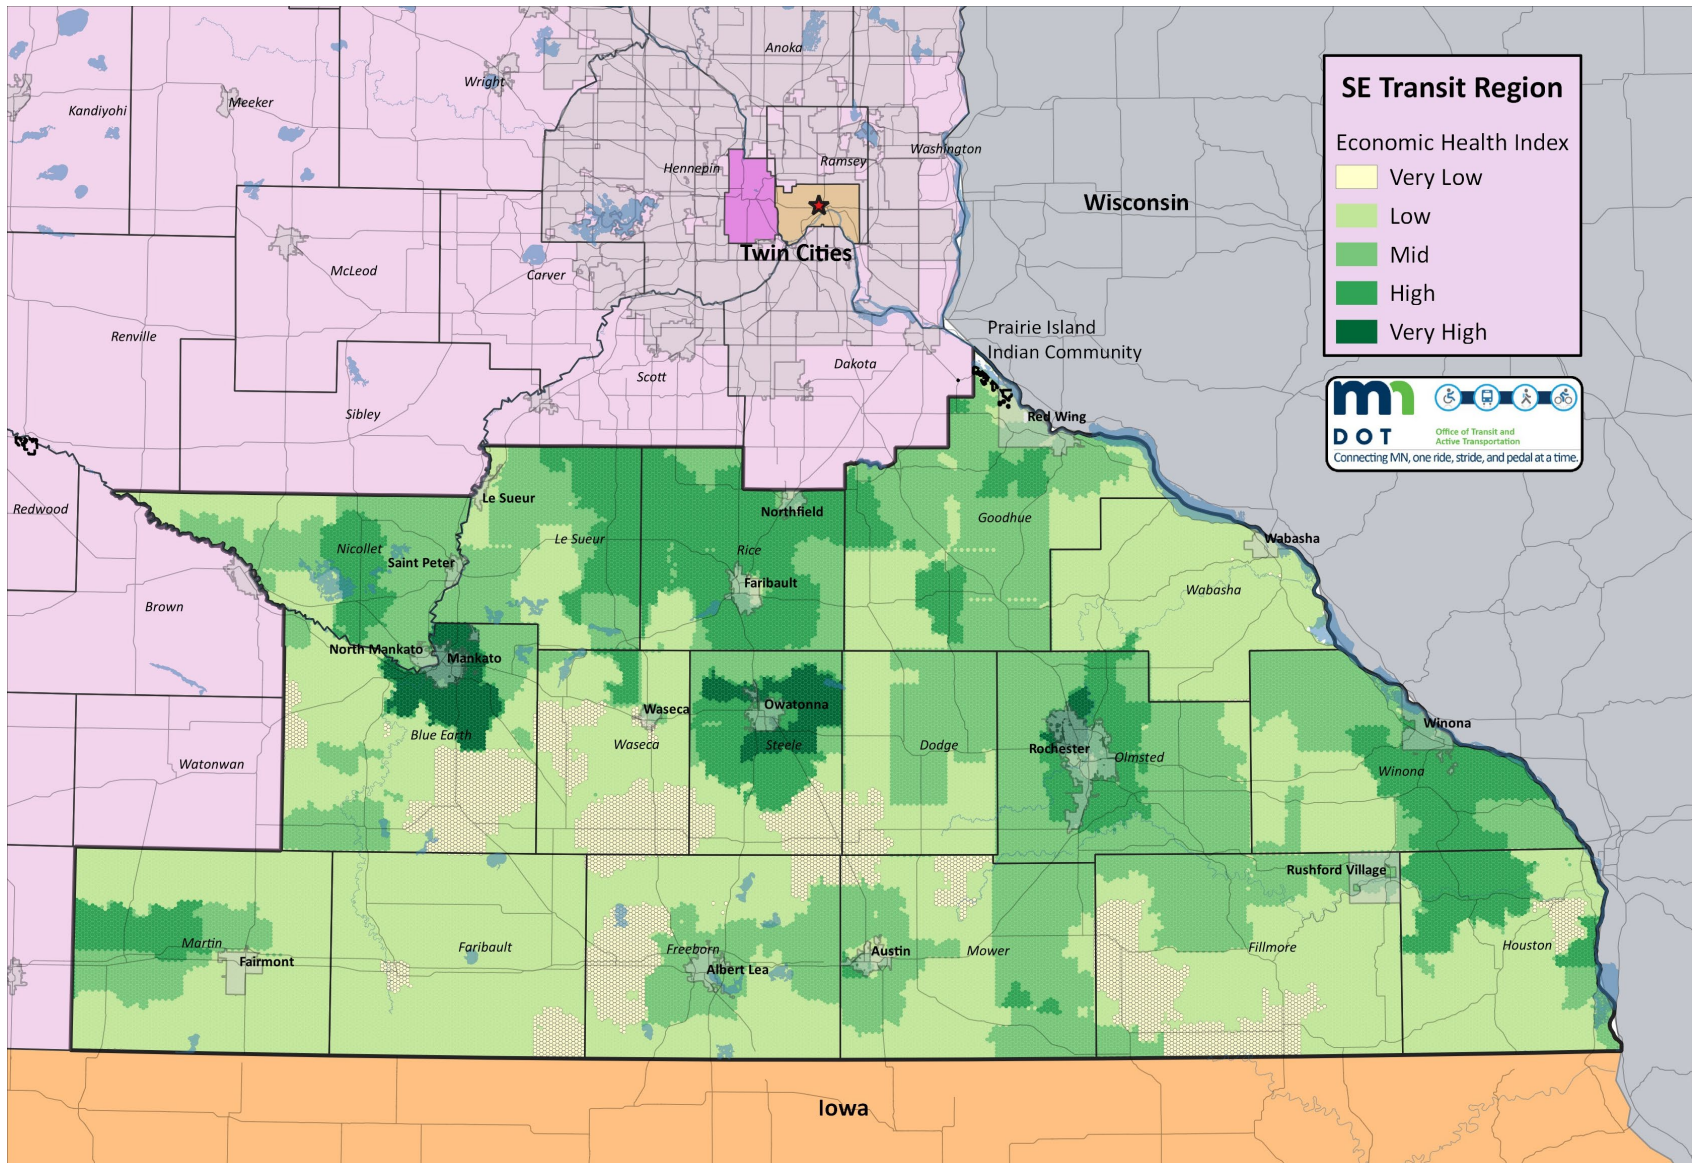 Anoka
Wright
Kandiyohi
Meeker
Hennepin
Ramsey
Washington
Wisconsin
Twin Cities
McLeod
Carver
Renville
Prairie Island
Indian Community
Scott
Dakota
Sibley
Red Wing
Le Sueur
Redwood
Northfield
Goodhue
Nicollet
Le Sueur
Rice
Wabasha
Saint Peter
Faribault
Wabasha
Brown
North Mankato
Mankato
Waseca
Owatonna
Winona
Blue Earth
Waseca
Steele
Dodge
Rochester
Olmsted
Watonwan
Winona
Rushford Village
Martin
Fairmont
Faribault
Freeborn
Albert Lea
Austin
Mower
Fillmore
Houston
Iowa
SE Transit Region
Economic Health Index
Very Low
Low
Mid
High
Very High
mn
DOT
Office of Transit and
Active Transportation
Connecting MN, one ride, stride, and pedal at a time.